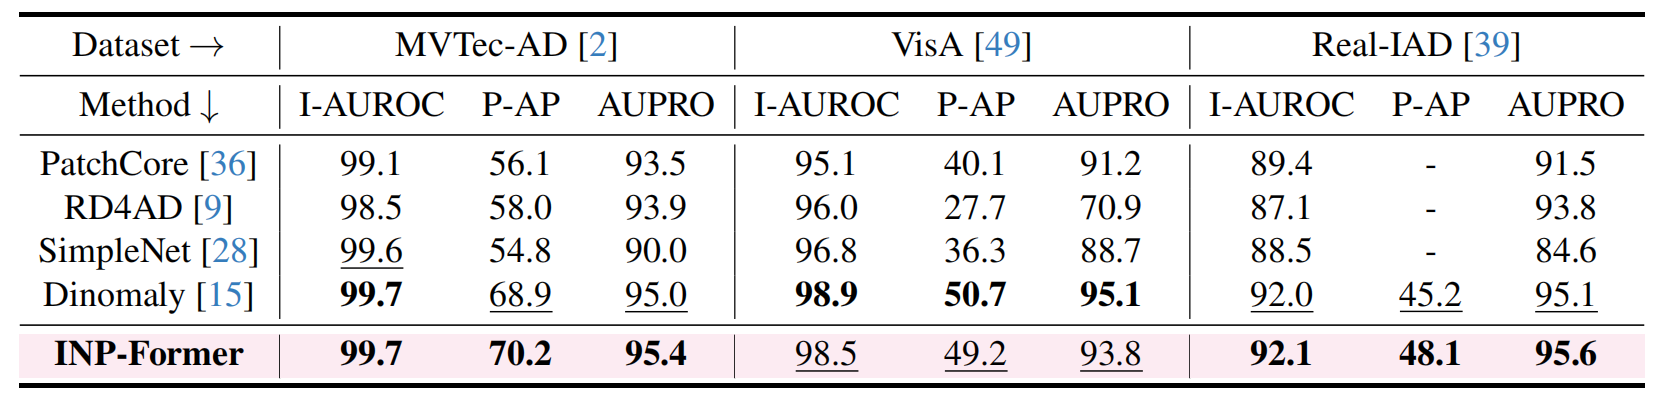 Dataset → MVTec-AD [2] VisA [49] Real-IAD [39]
Method ↓ I-AUROC P-AP AUPRO I-AUROC P-AP AUPRO I-AUROC P-AP AUPRO
PatchCore [36] 99.1 56.1 93.5 95.1 40.1 91.2 89.4 - 91.5
RD4AD [9] 98.5 58.0 93.9 96.0 27.7 70.9 87.1 - 93.8
SimpleNet [28] 99.6 54.8 90.0 96.8 36.3 88.7 88.5 - 84.6
Dinomaly [15] 99.7 68.9 95.0 98.9 50.7 95.1 92.0 45.2 95.1
INP-Former 99.7 70.2 95.4 98.5 49.2 93.8 92.1 48.1 95.6